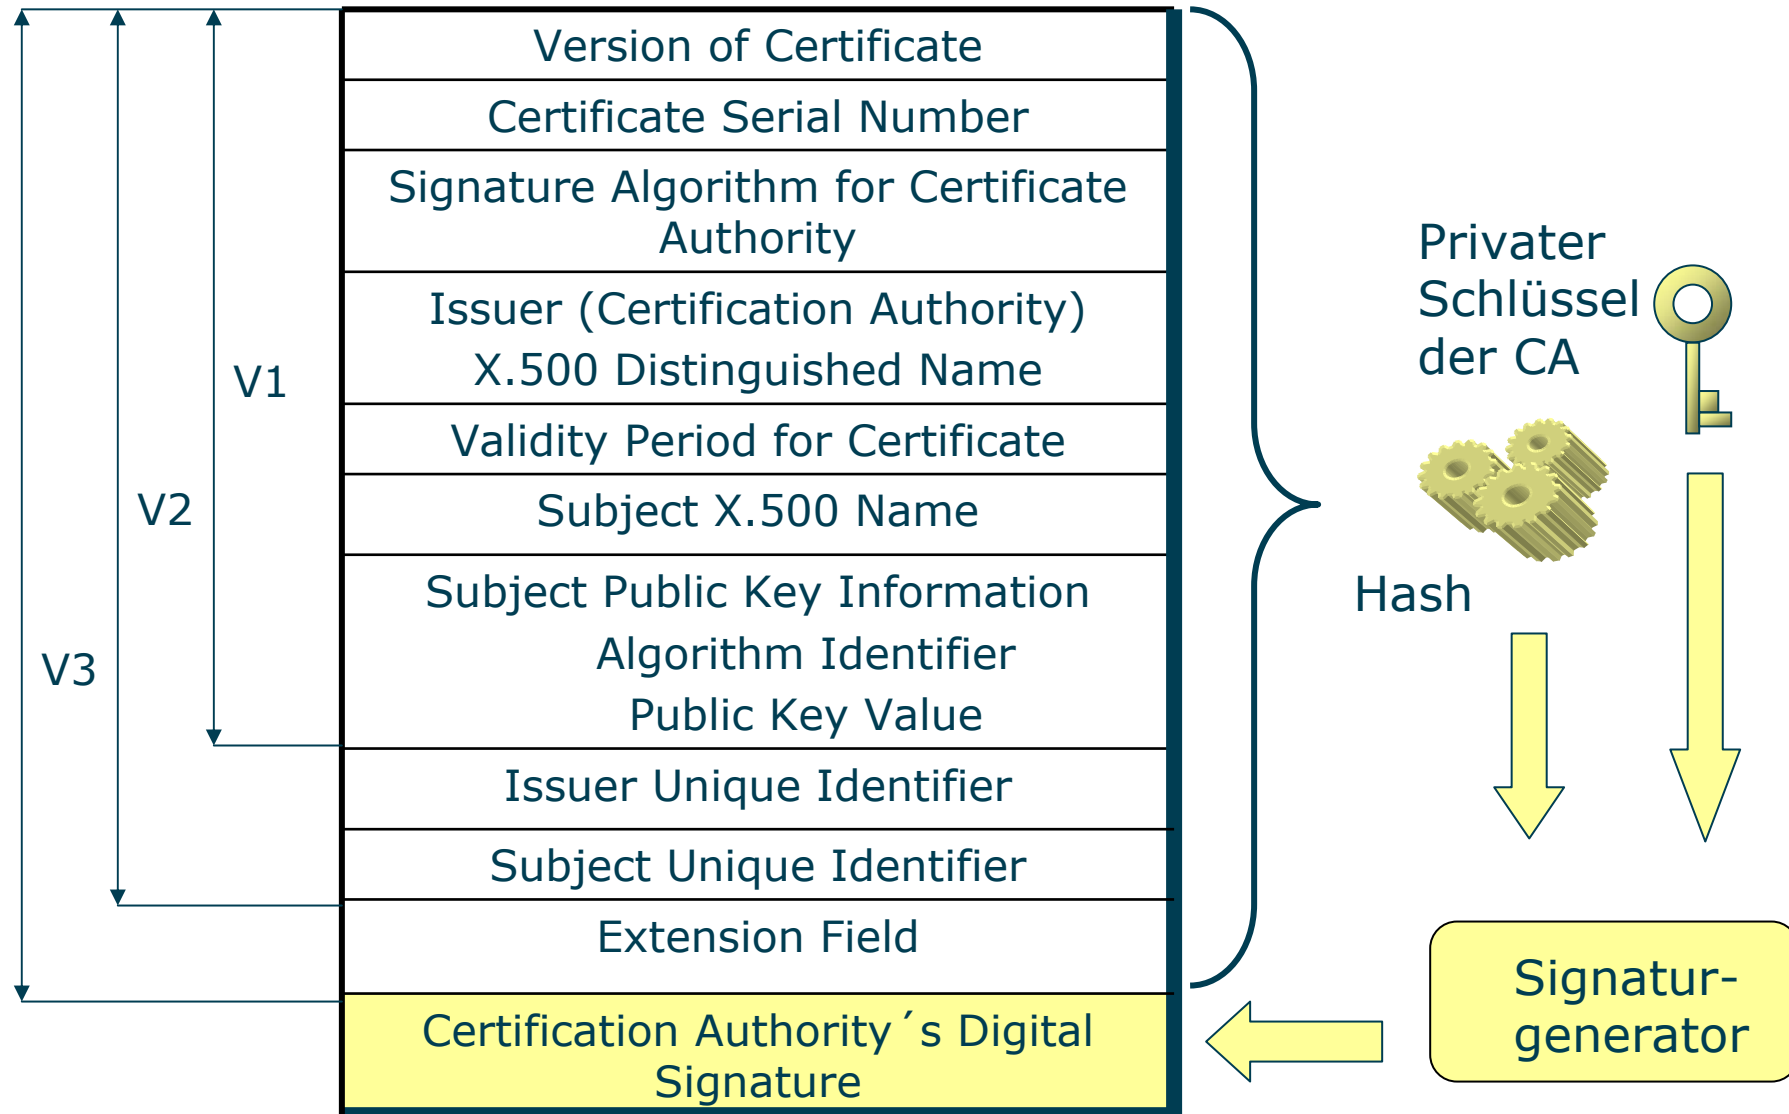 Version of Certificate
Certificate Serial Number
Signature Algorithm for Certificate
Authority
Issuer (Certification Authority)
X.500 Distinguished Name
Validity Period for Certificate
Subject X.500 Name
Subject Public Key Information
Algorithm Identifier
Public Key Value
Issuer Unique Identifier
Subject Unique Identifier
Extension Field
Certification Authority´s Digital
Signature
V1
V2
V3
Privater
Schlüssel
der CA
Hash
Signatur-
generator